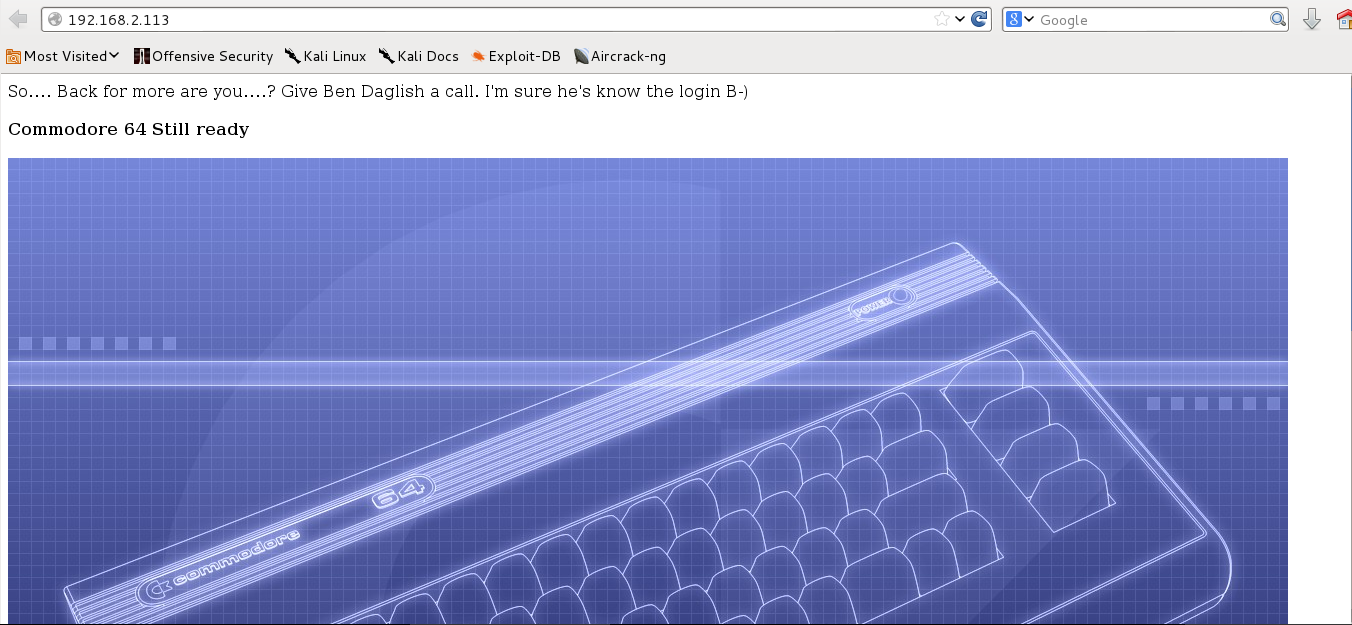 192.168.2.113
8 Google
Most Visited Offensive Security Kali Linux Kali Docs Exploit-DB Aircrack-ng
So.... Back for more are you....? Give Ben Daglish a call. I'm sure he's know the login B-)
Commodore 64 Still ready
POWER
64
commodore